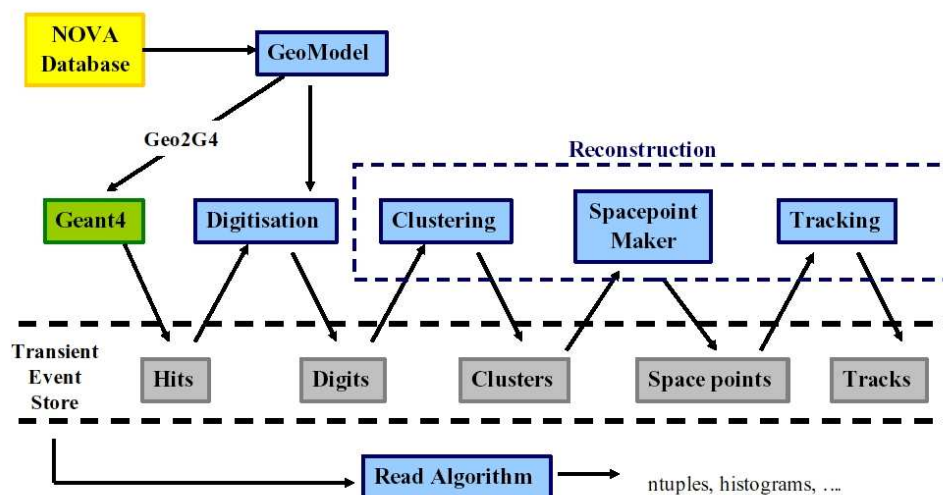 NOVA
Database
GeoModel
Geo2G4
Reconstruction
Geant4
Digitisation
Clustering
Spacepoint
Maker
Tracking
Transient
Event
Store
Hits
Digits
Clusters
Space points
Tracks
Read Algorithm
ntuples, histograms, ....